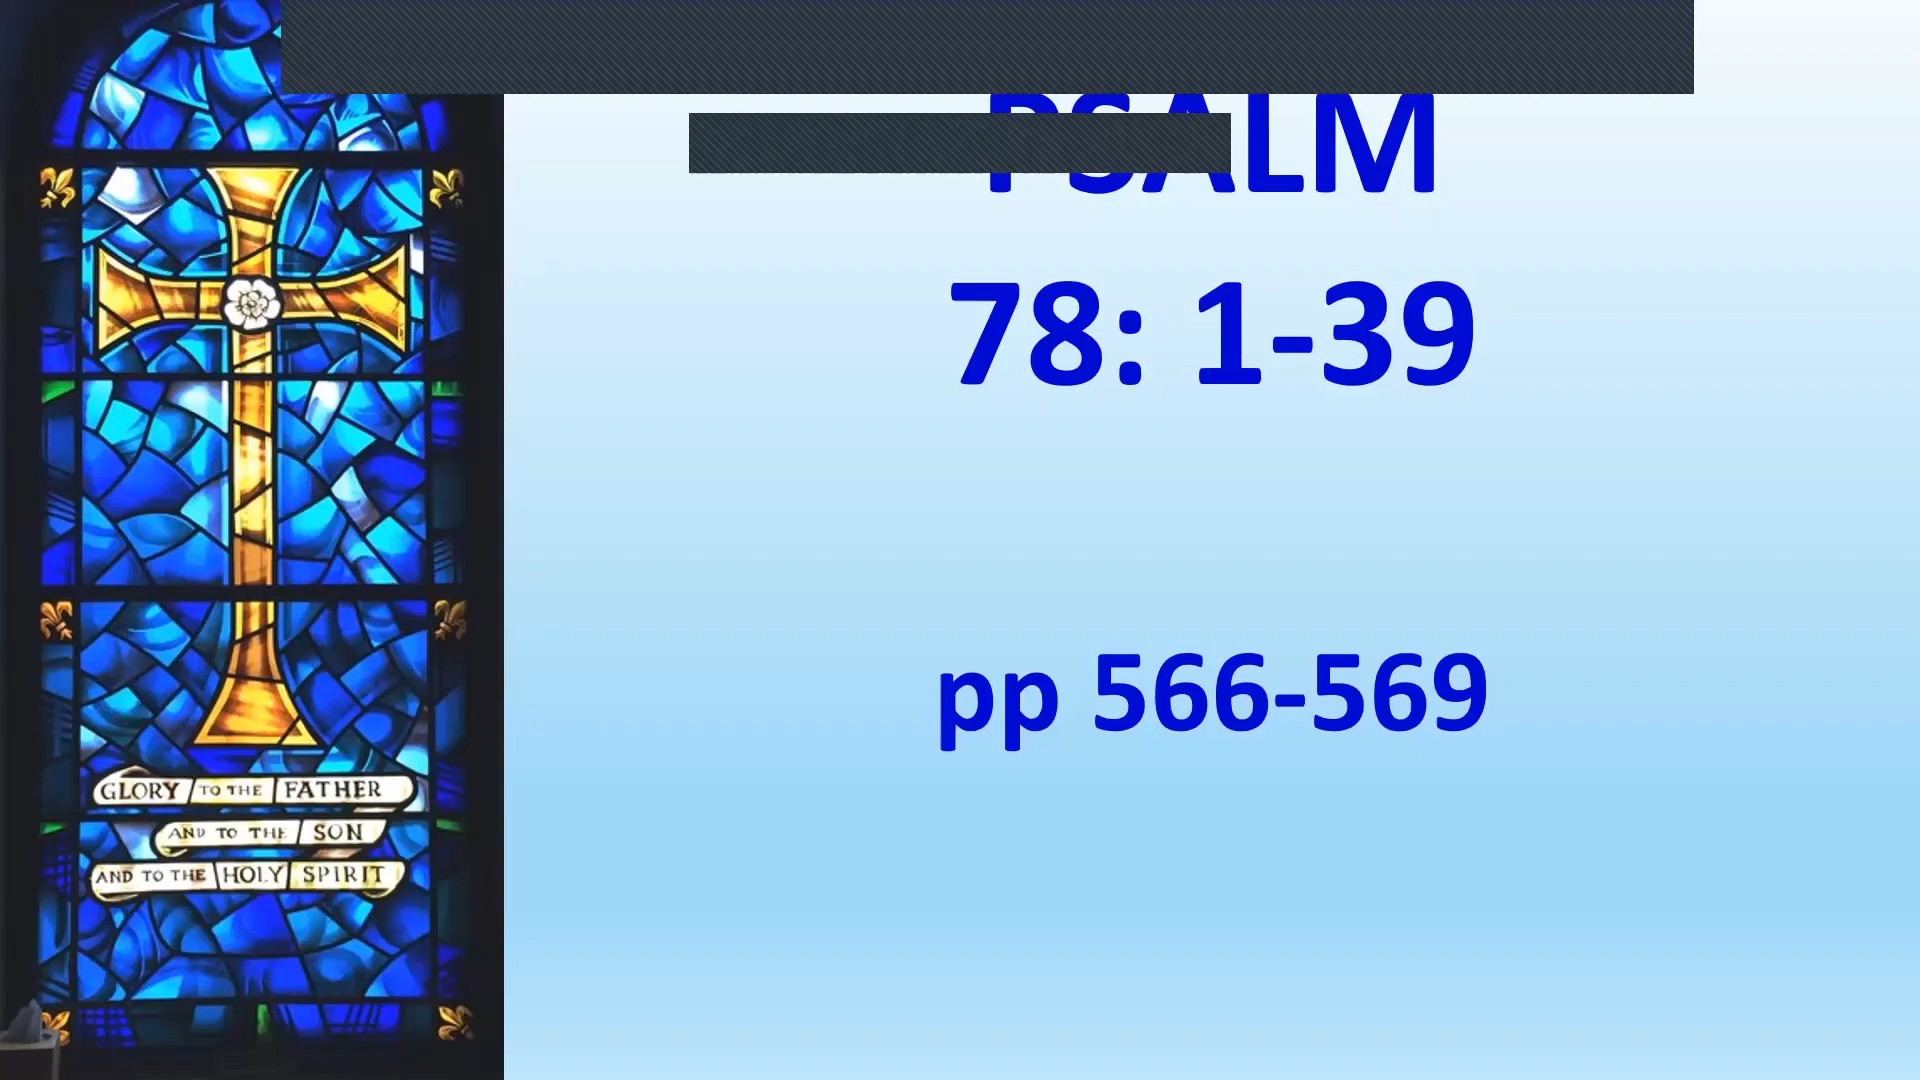 PSALM
78: 1-39
pp 566-569
GLORY TO THE FATHER
AND TO THE SON
AND TO THE HOLY SPIRIT